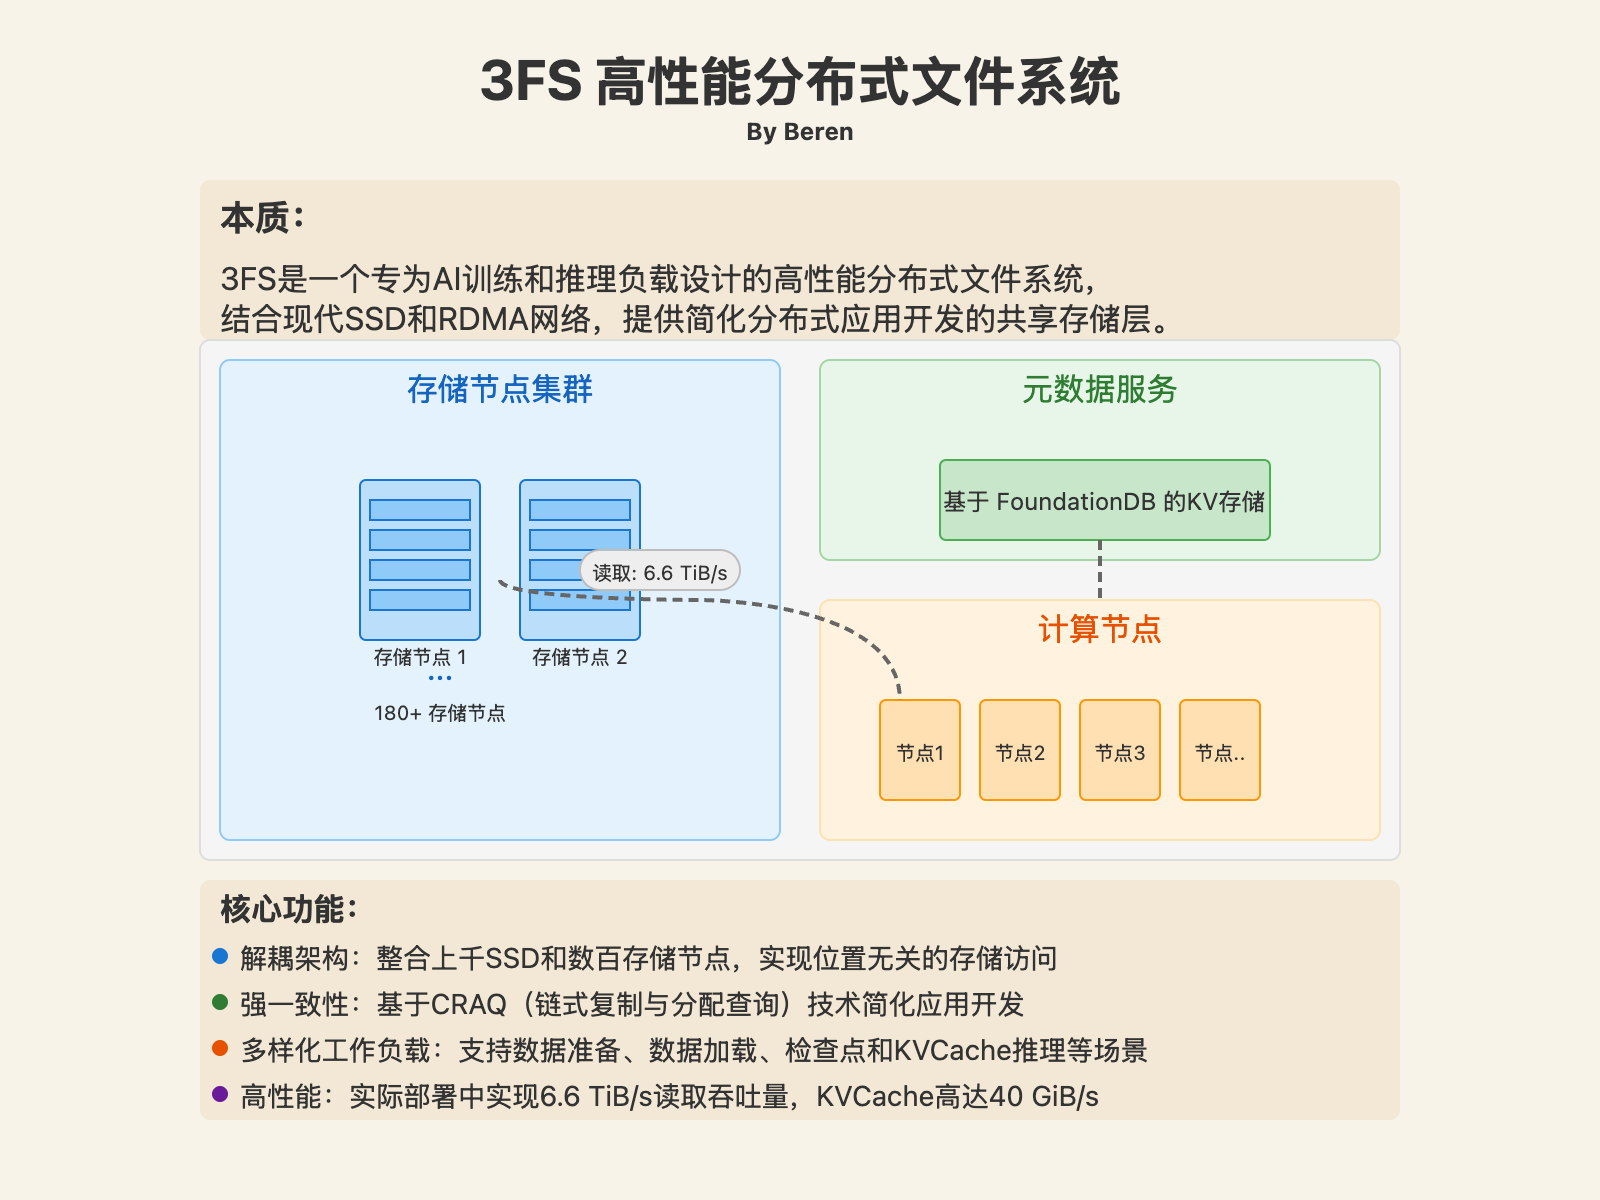 3FS 高性能分布式文件系统
By Beren
本质：
3FS是一个专为AI训练和推理负载设计的高性能分布式文件系统，
结合现代SSD和RDMA网络，提供简化分布式应用开发的共享存储层。
存储节点集群
存储节点 1
存储节点 2
...
180+ 存储节点
读取: 6.6 TiB/s
元数据服务
基于 FoundationDB 的KV存储
计算节点
节点1
节点2
节点3
节点..
核心功能：
解耦架构：整合上千SSD和数百存储节点，实现位置无关的存储访问
强一致性：基于CRAQ（链式复制与分配查询）技术简化应用开发
多样化工作负载：支持数据准备、数据加载、检查点和KVCache推理等场景
高性能：实际部署中实现6.6 TiB/s读取吞吐量，KVCache高达40 GiB/s